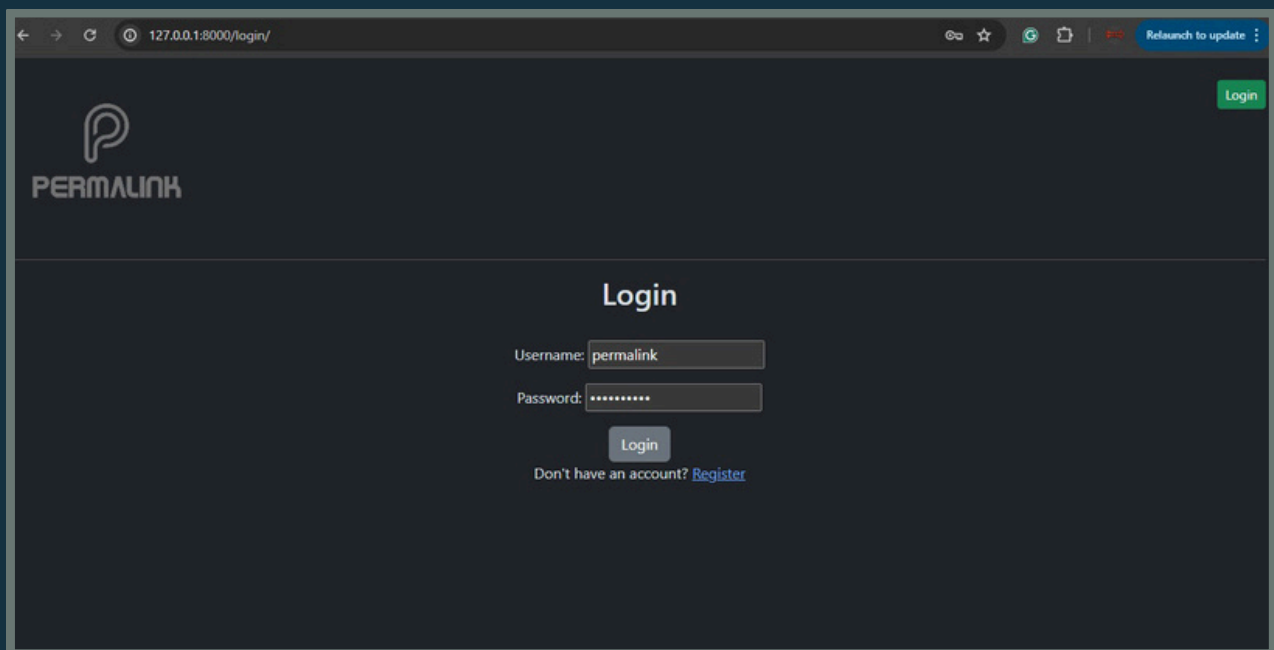 127.0.0.1:8000/login/
Relaunch to update
Login
PERMALINK
Login
Username: permalink
Password: ••••••••••
Login
Don't have an account? Register